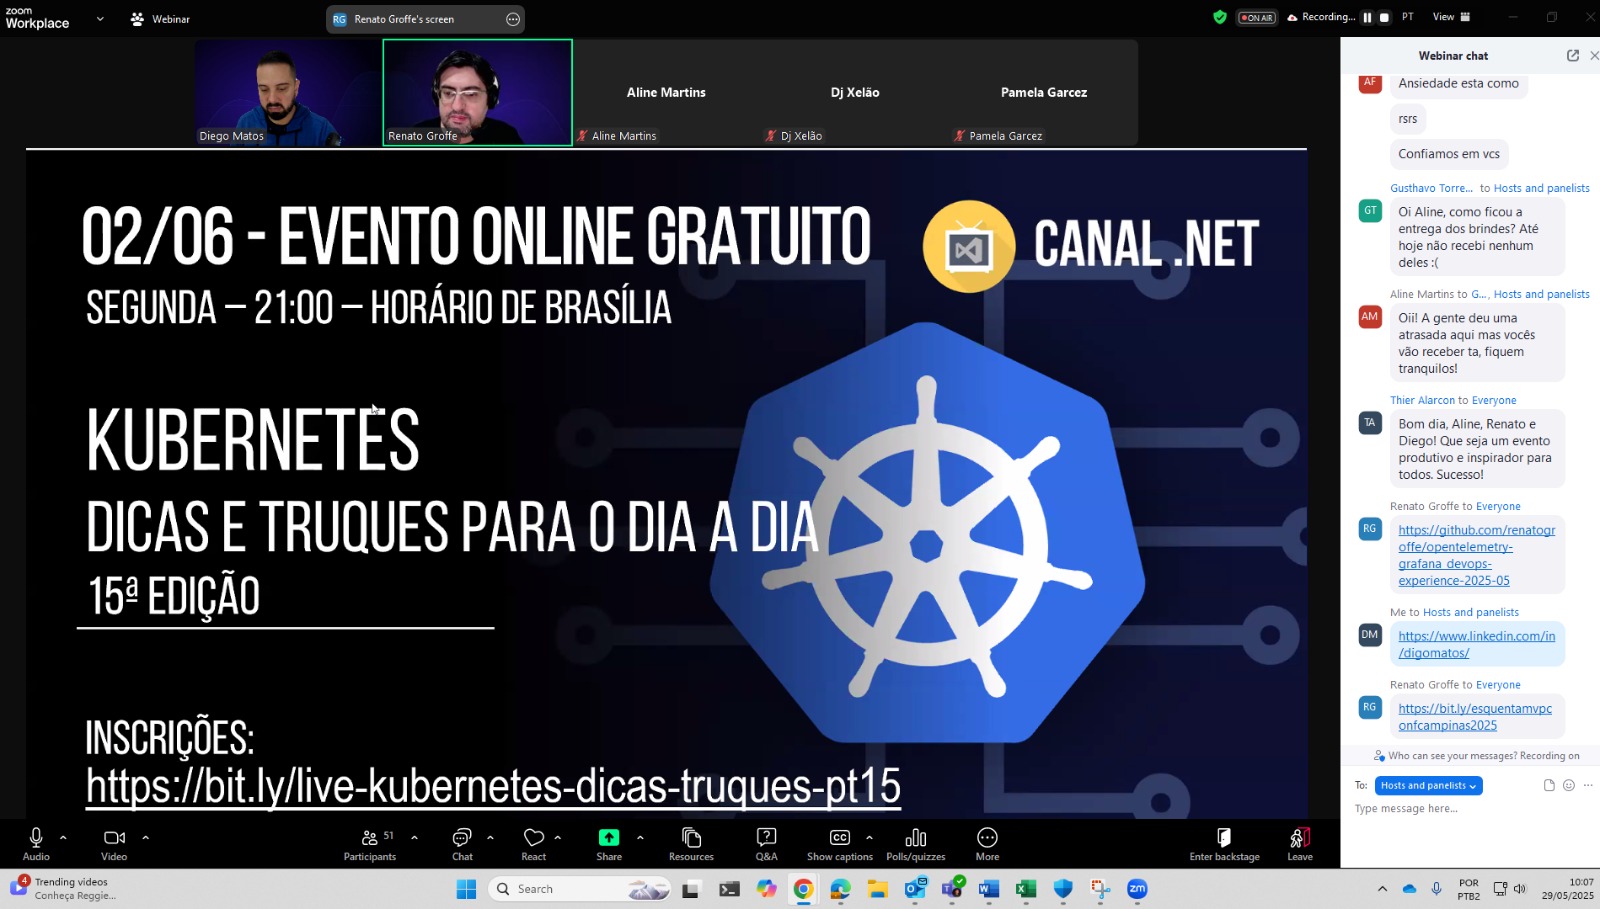 zoom
Workplace
Webinar
RG Renato Groffe's screen
ON AIR
Recording...
PT
View
Diego Matos
Renato Groffe
Aline Martins
Aline Martins
Dj Xelão
Dj Xelão
Pamela Garcez
Pamela Garcez
02/06 - EVENTO ONLINE GRATUITO
SEGUNDA – 21:00 – HORÁRIO DE BRASÍLIA
CANAL .NET
KUBERNETES
DICAS E TRUQUES PARA O DIA A DIA
15ª EDIÇÃO
INSCRIÇÕES:
https://bit.ly/live-kubernetes-dicas-truques-pt15
Webinar chat
AF
Ansiedade esta como
rsrs
Confiamos em vcs
Gusthavo Torre... to Hosts and panelists
GT
Oi Aline, como ficou a
entrega dos brindes? Até
hoje não recebi nenhum
deles :(
Aline Martins to G..., Hosts and panelists
AM
Oii! A gente deu uma
atrasada aqui mas vocês
vão receber ta, fiquem
tranquilos!
Thier Alarcon to Everyone
TA
Bom dia, Aline, Renato e
Diego! Que seja um evento
produtivo e inspirador para
todos. Sucesso!
Renato Groffe to Everyone
RG
https://github.com/renatogr
offe/opentelemetry-
grafana_devops-
experience-2025-05
Me to Hosts and panelists
DM
https://www.linkedin.com/in
/digomatos/
Renato Groffe to Everyone
RG
https://bit.ly/esquentamvpc
onfcampinas2025
Who can see your messages? Recording on
To: Hosts and panelists
Type message here...
Audio
Video
51
Participants
Chat
React
Share
Resources
Q&A
CC
Show captions
Polls/quizzes
More
Enter backstage
Leave
4
Trending videos
Conheça Reggie...
Search
zm
POR
PTB2
10:07
29/05/2025